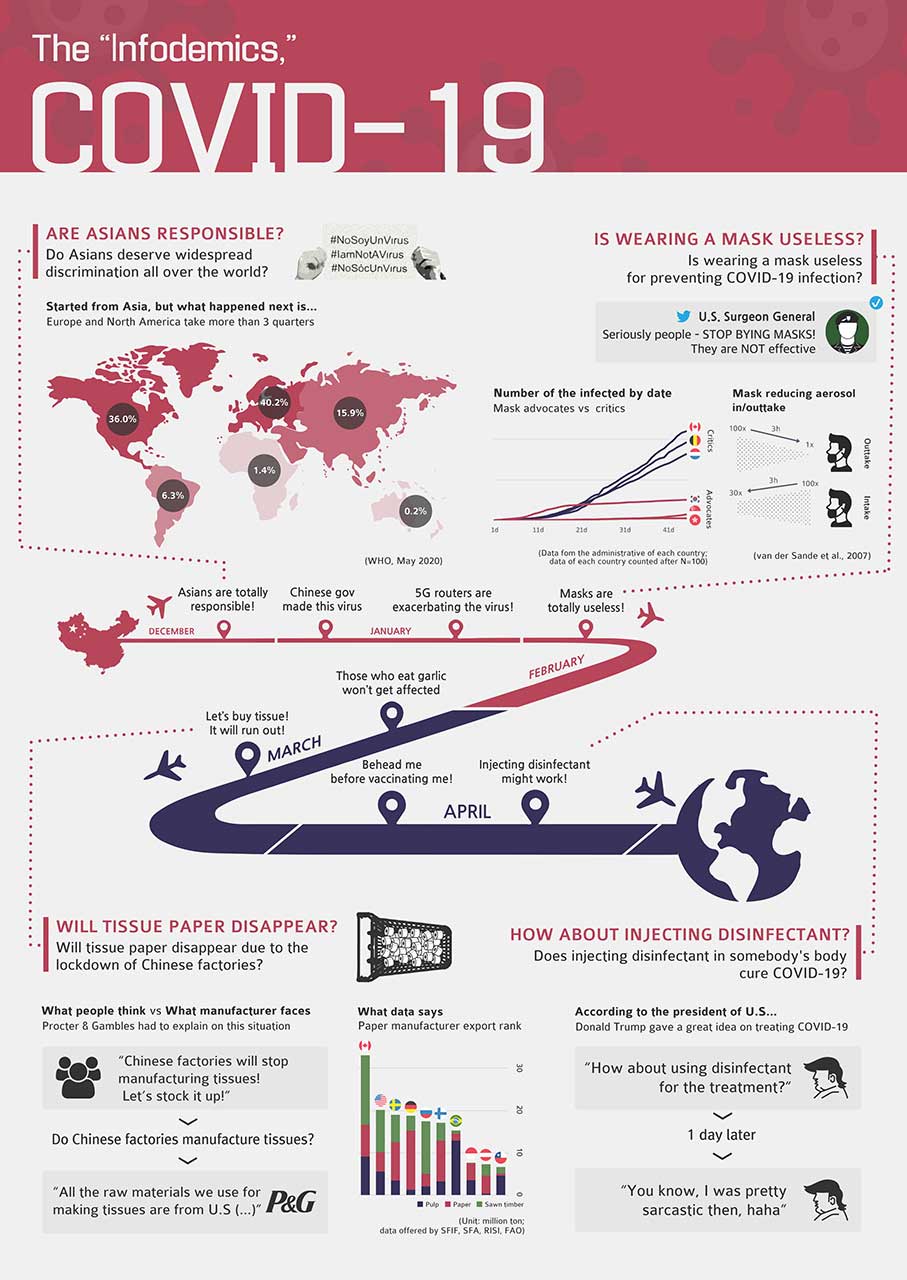 The “Infodemics,”
COVID-19
ARE ASIANS RESPONSIBLE?
Do Asians deserve widespread
discrimination all over the world?
#NoSoyUnVirus
#IamNotAVirus
#NoSócUnVirus
Started from Asia, but what happened next is...
Europe and North America take more than 3 quarters
36.0%
40.2%
15.9%
1.4%
6.3%
0.2%
(WHO, May 2020)
IS WEARING A MASK USELESS?
Is wearing a mask useless
for preventing COVID-19 infection?
U.S. Surgeon General
Seriously people - STOP BYING MASKS!
They are NOT effective
Number of the infected by date
Mask advocates vs critics
Critics
Advocates
1d
11d
21d
31d
41d
(Data fom the administrative of each country;
data of each country counted after N=100)
Mask reducing aerosol
in/outtake
100x
3h
1x
Outtake
3h
30x
100x
Intake
(van der Sande et al., 2007)
Asians are totally
responsible!
Chinese gov
made this virus
5G routers are
exacerbating the virus!
Masks are
totally useless!
DECEMBER
JANUARY
FEBRUARY
Those who eat garlic
won't get affected
Let's buy tissue!
It will run out!
MARCH
Behead me
before vaccinating me!
Injecting disinfectant
might work!
APRIL
WILL TISSUE PAPER DISAPPEAR?
Will tissue paper disappear due to the
lockdown of Chinese factories?
What people think vs What manufacturer faces
Procter & Gambles had to explain on this situation
“Chinese factories will stop
manufacturing tissues!
Let's stock it up!”
Do Chinese factories manufacture tissues?
“All the raw materials we use for
making tissues are from U.S (...)”
P&G
What data says
Paper manufacturer export rank
30
20
10
0
Pulp
Paper
Sawn timber
(Unit: million ton;
data offered by SFIF, SFA, RISI, FAO)
HOW ABOUT INJECTING DISINFECTANT?
Does injecting disinfectant in somebody's body
cure COVID-19?
According to the president of U.S...
Donald Trump gave a great idea on treating COVID-19
“How about using disinfectant
for the treatment?”
1 day later
“You know, I was pretty
sarcastic then, haha”